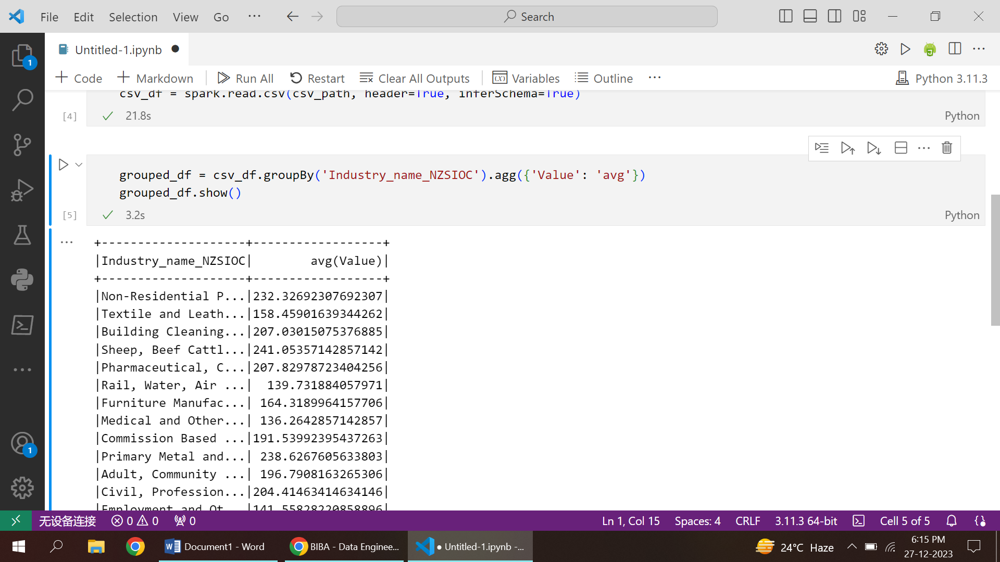 File Edit Selection View Go ... Search
Untitled-1.ipynb
Code Markdown Run All Restart Clear All Outputs Variables Outline ... Python 3.11.3
csv_df = spark.read.csv(csv_path, header=True, inferSchema=True)
[4] 21.8s Python
grouped_df = csv_df.groupBy('Industry_name_NZSIOC').agg({'Value': 'avg'})
grouped_df.show()
[5] 3.2s Python
+--------------------+------------------+
|Industry_name_NZSIOC|        avg(Value)|
+--------------------+------------------+
|Non-Residential P...|232.32692307692307|
|Textile and Leath...|158.45901639344262|
|Building Cleaning...|207.03015075376885|
|Sheep, Beef Cattl...|241.05357142857142|
|Pharmaceutical, C...|207.82978723404256|
|Rail, Water, Air ...|  139.731884057971|
|Furniture Manufac...| 164.3189964157706|
|Medical and Other...| 136.2642857142857|
|Commission Based ...|191.53992395437263|
|Primary Metal and...| 238.6267605633803|
|Adult, Community ...| 196.7908163265306|
|Civil, Profession...|204.41463414634146|
|Employment and Ot...|141.55828220858896|
1
1
无设备连接 0 0 0 Ln 1, Col 15 Spaces: 4 CRLF 3.11.3 64-bit Cell 5 of 5
Document1 - Word BIBA - Data Enginee... ● Untitled-1.ipynb -... 24°C Haze 6:15 PM
27-12-2023